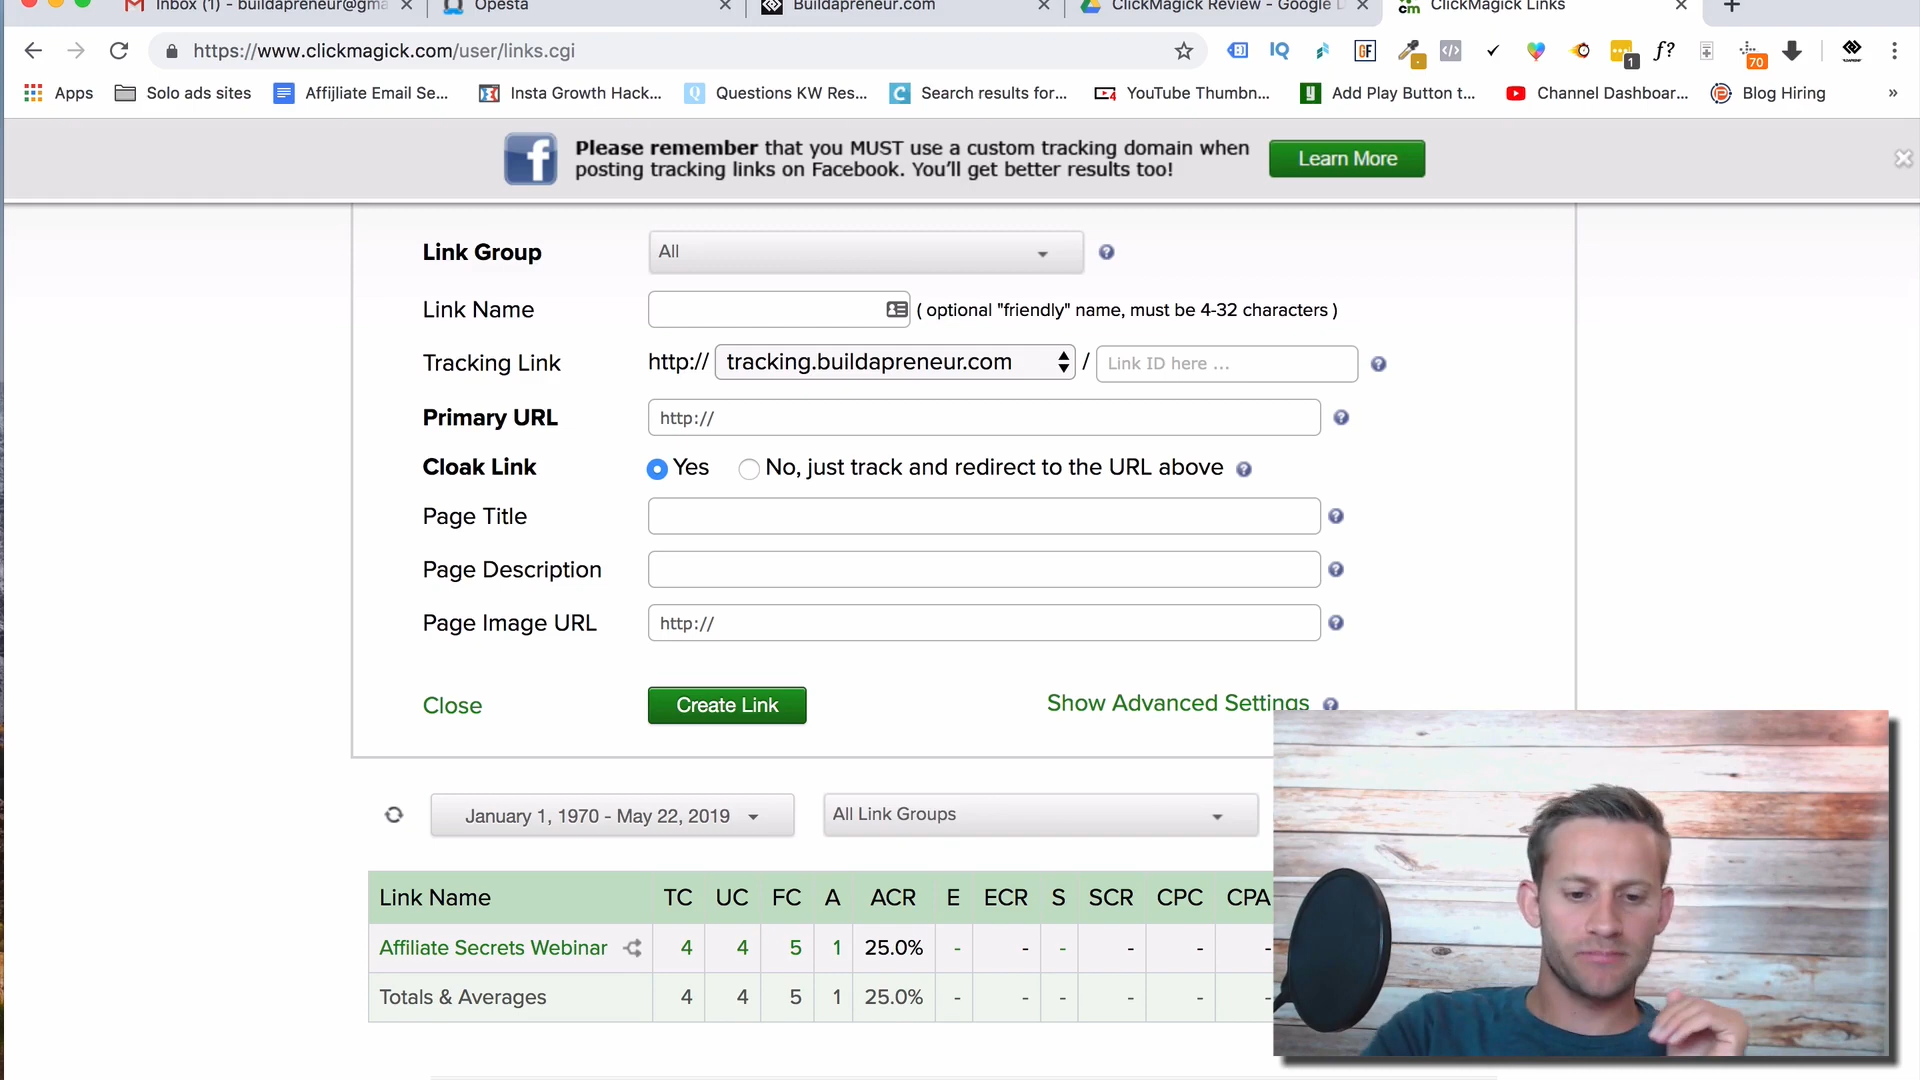 Inbox (1) - buildapreneur@gma
Opesta
Buildapreneur.com
ClickMagick Review - Google D
ClickMagick Links
https://www.clickmagick.com/user/links.cgi
IQ
GF
1
f?
70
Apps
Solo ads sites
Affijliate Email Se...
Insta Growth Hack...
Questions KW Res...
Search results for...
YouTube Thumbn...
Add Play Button t...
Channel Dashboar...
Blog Hiring
»
Please remember that you MUST use a custom tracking domain when
posting tracking links on Facebook. You'll get better results too!
Learn More
Link Group
All
Link Name
( optional "friendly" name, must be 4-32 characters )
Tracking Link
http://
tracking.buildapreneur.com
/
Link ID here ...
Primary URL
http://
Cloak Link
Yes
No, just track and redirect to the URL above
Page Title
Page Description
Page Image URL
http://
Close
Create Link
Show Advanced Settings
January 1, 1970 - May 22, 2019
All Link Groups
Link Name TC UC FC A ACR E ECR S SCR CPC CPA
Affiliate Secrets Webinar 4 4 5 1 25.0% - - - - - -
Totals & Averages 4 4 5 1 25.0% - - - - - -